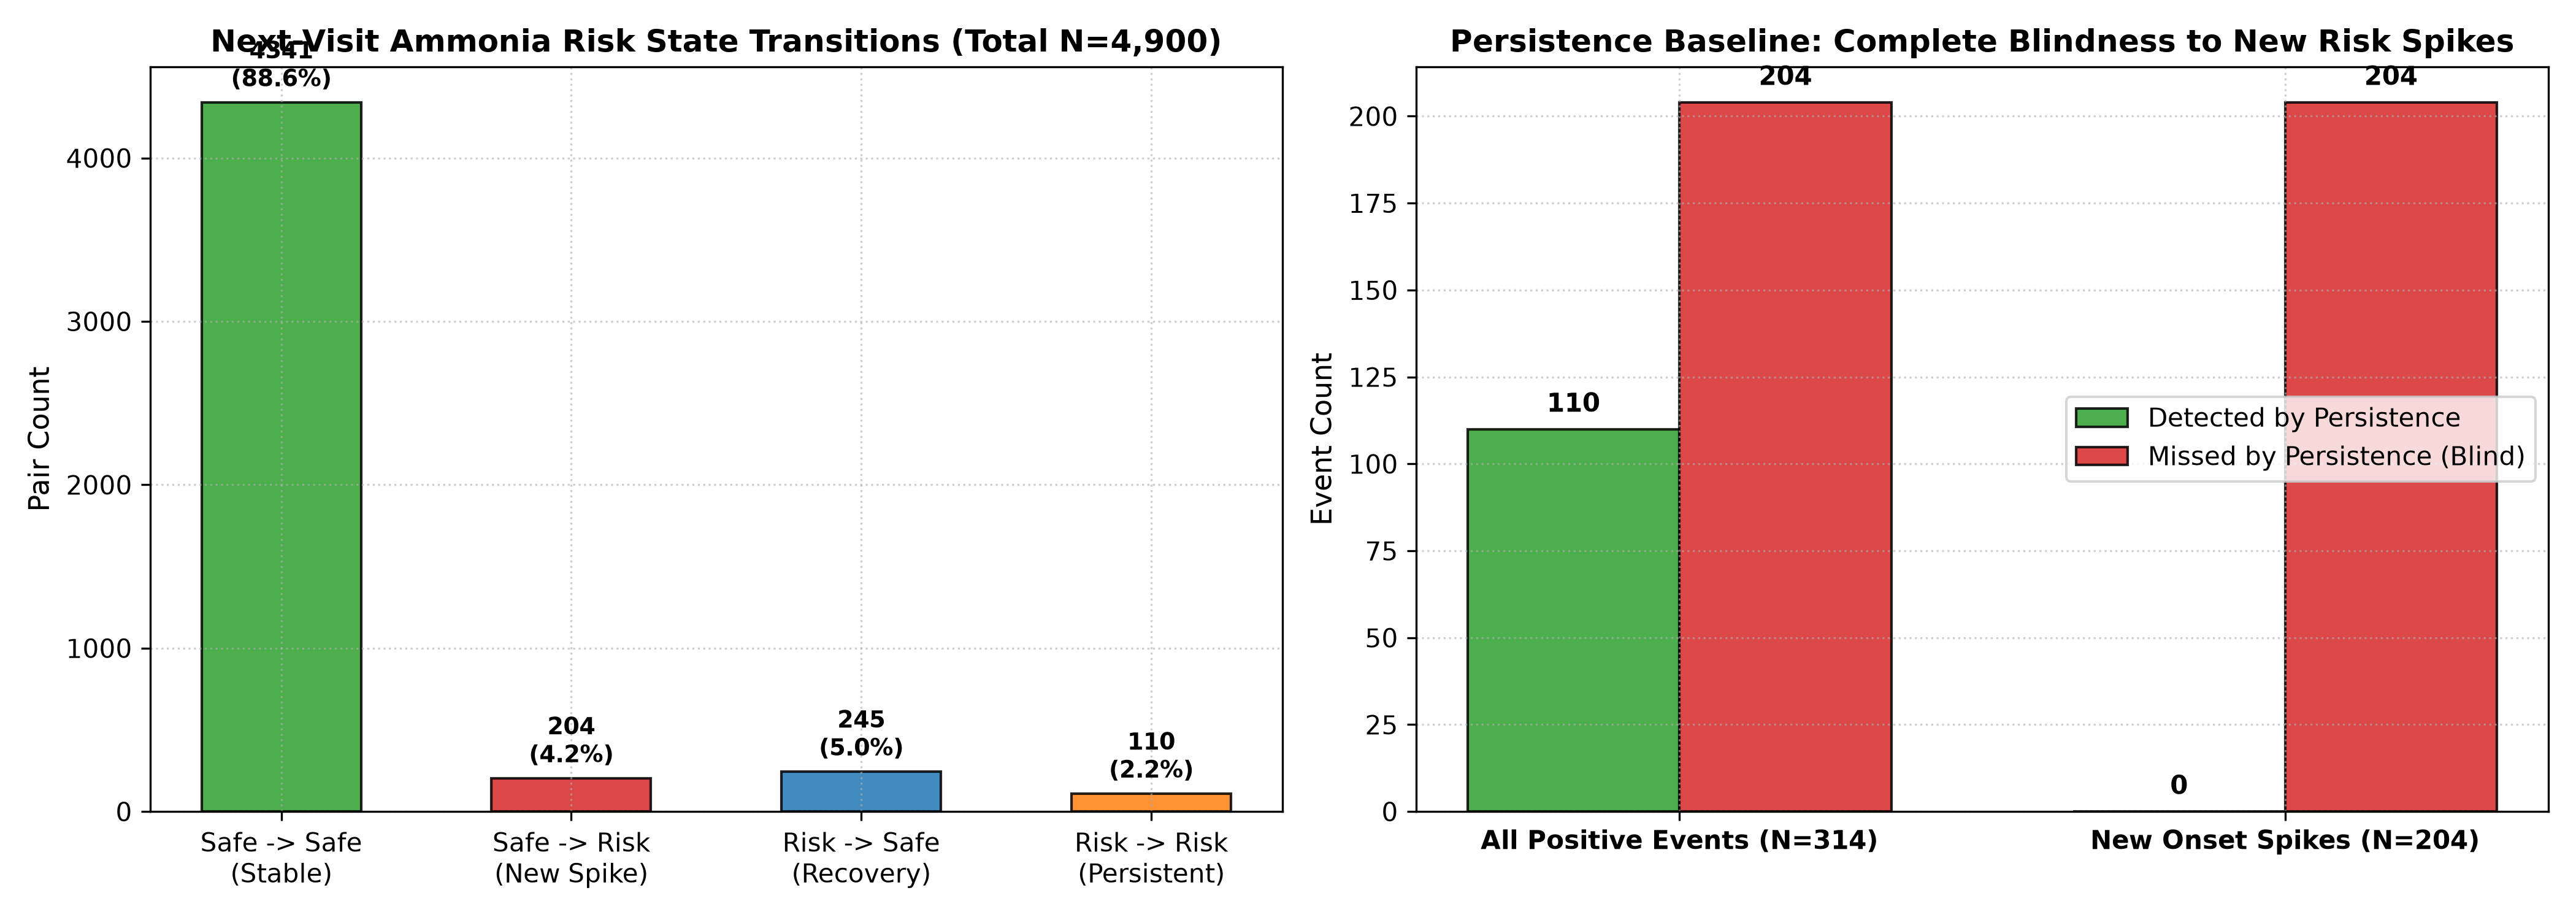 Next-Visit Ammonia Risk State Transitions (Total N=4,900)
4341
(88.6%)
Pair Count
4000
3000
2000
1000
0
204
(4.2%)
245
(5.0%)
110
(2.2%)
Safe -> Safe
(Stable)
Safe -> Risk
(New Spike)
Risk -> Safe
(Recovery)
Risk -> Risk
(Persistent)
Persistence Baseline: Complete Blindness to New Risk Spikes
Event Count
200
175
150
125
100
75
50
25
0
110
204
0
204
Detected by Persistence
Missed by Persistence (Blind)
All Positive Events (N=314)
New Onset Spikes (N=204)